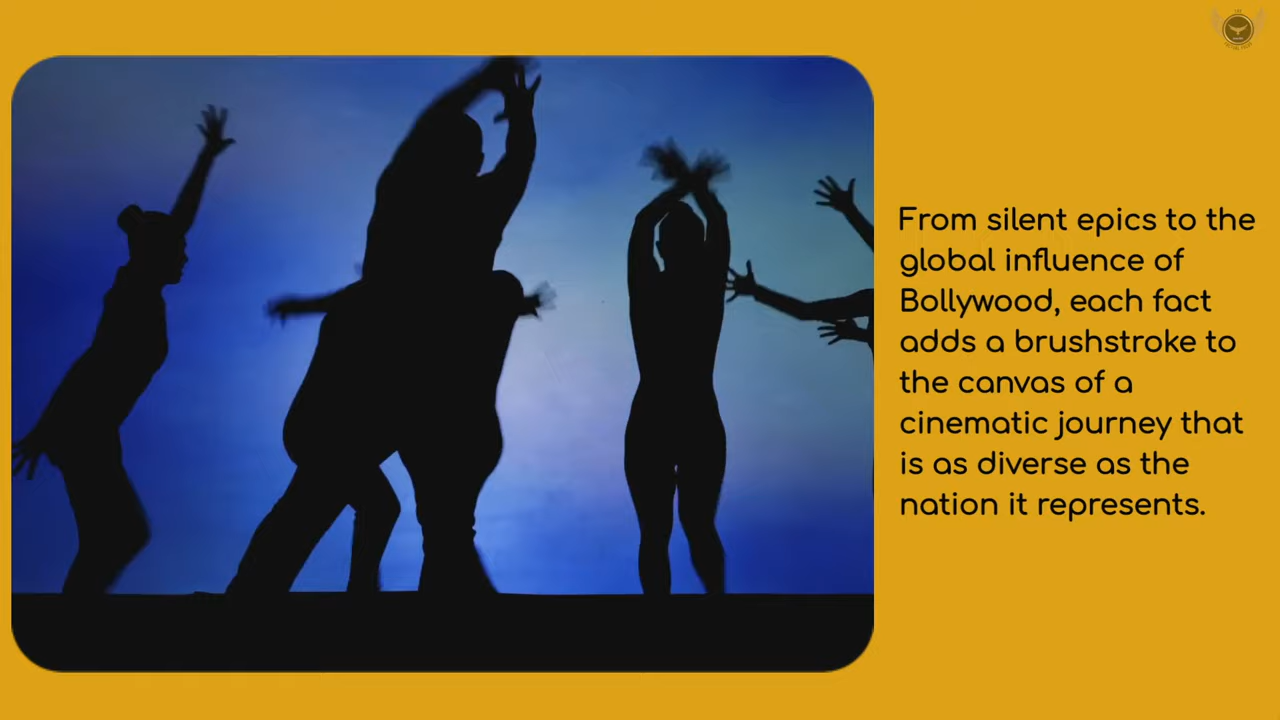 From silent epics to the
global influence of
Bollywood, each fact
adds a brushstroke to
the canvas of a
cinematic journey that
is as diverse as the
nation it represents.